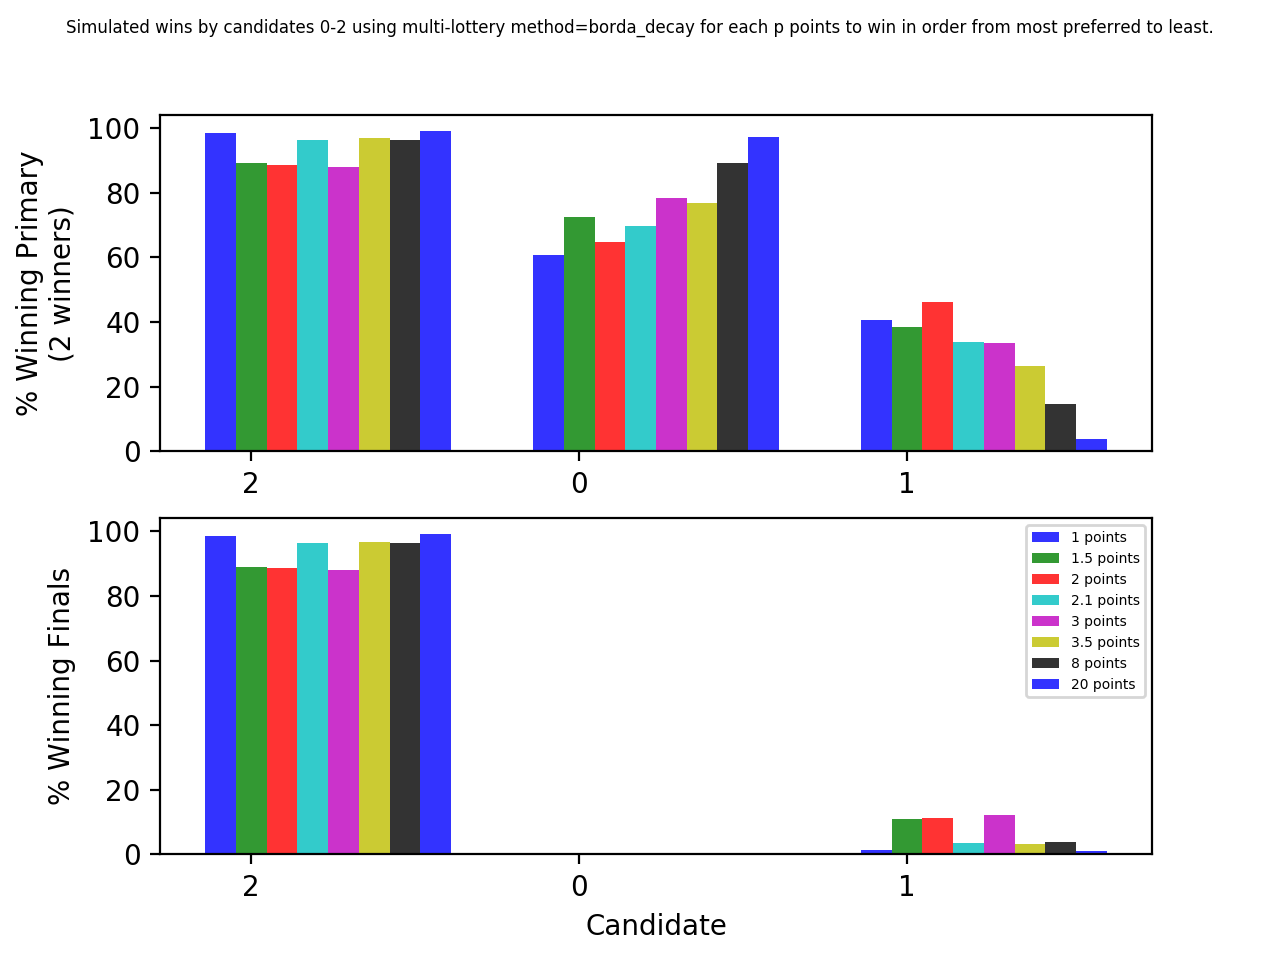 Simulated wins by candidates 0-2 using multi-lottery method=borda_decay for each p points to win in order from most preferred to least.
% Winning Primary
(2 winners)
100
80
60
40
20
0
2
0
1
% Winning Finals
100
80
60
40
20
0
1 points
1.5 points
2 points
2.1 points
3 points
3.5 points
8 points
20 points
2
0
1
Candidate